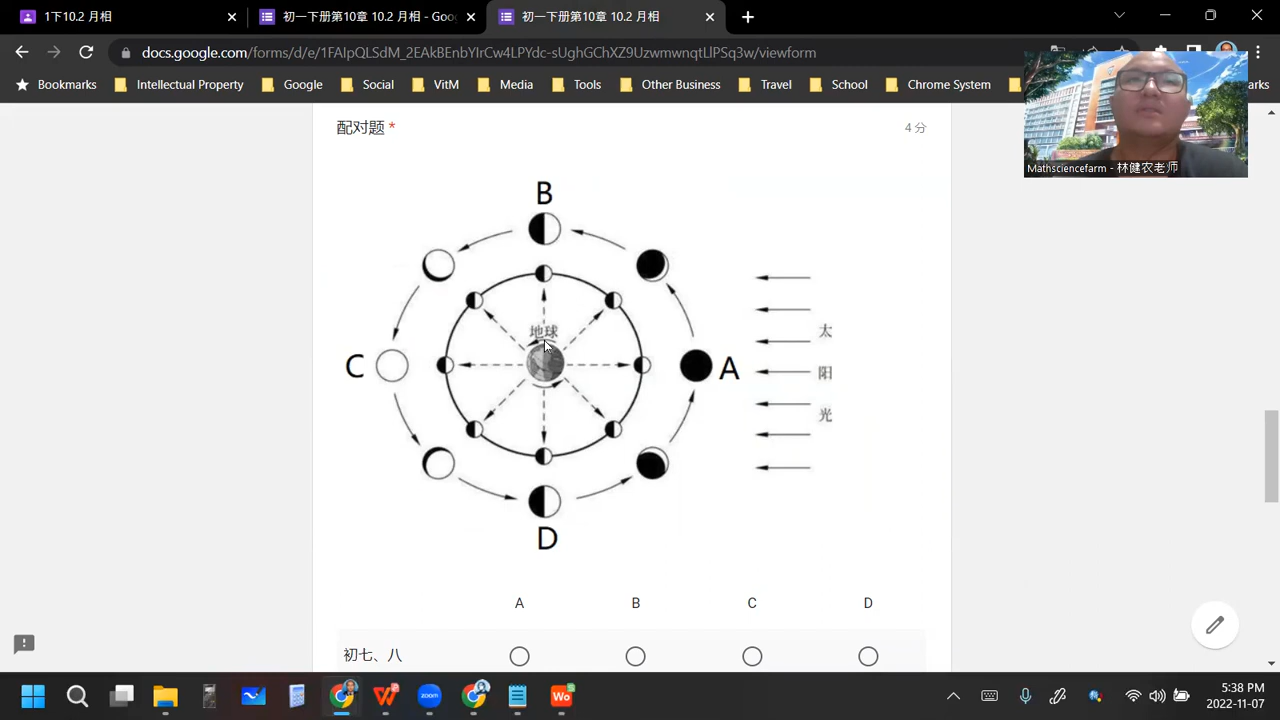 1下10.2 月相
初一下册第10章 10.2 月相 - Goo
初一下册第10章 10.2 月相
docs.google.com/forms/d/e/1FAIpQLSdM_2EAkBEnbYIrCw4LPYdc-sUghGChXZ9UzwmwnqtLlPSq3w/viewform
Bookmarks
Intellectual Property
Google
VitM
Media
Tools
Other Business
Travel
School
Chrome System
Mathsciencefarm - 林健农老师
配对题 *
4 分
B
地球
C
A
太
阳
光
D
A B C D
初七、八
5:38 PM
2022-11-07